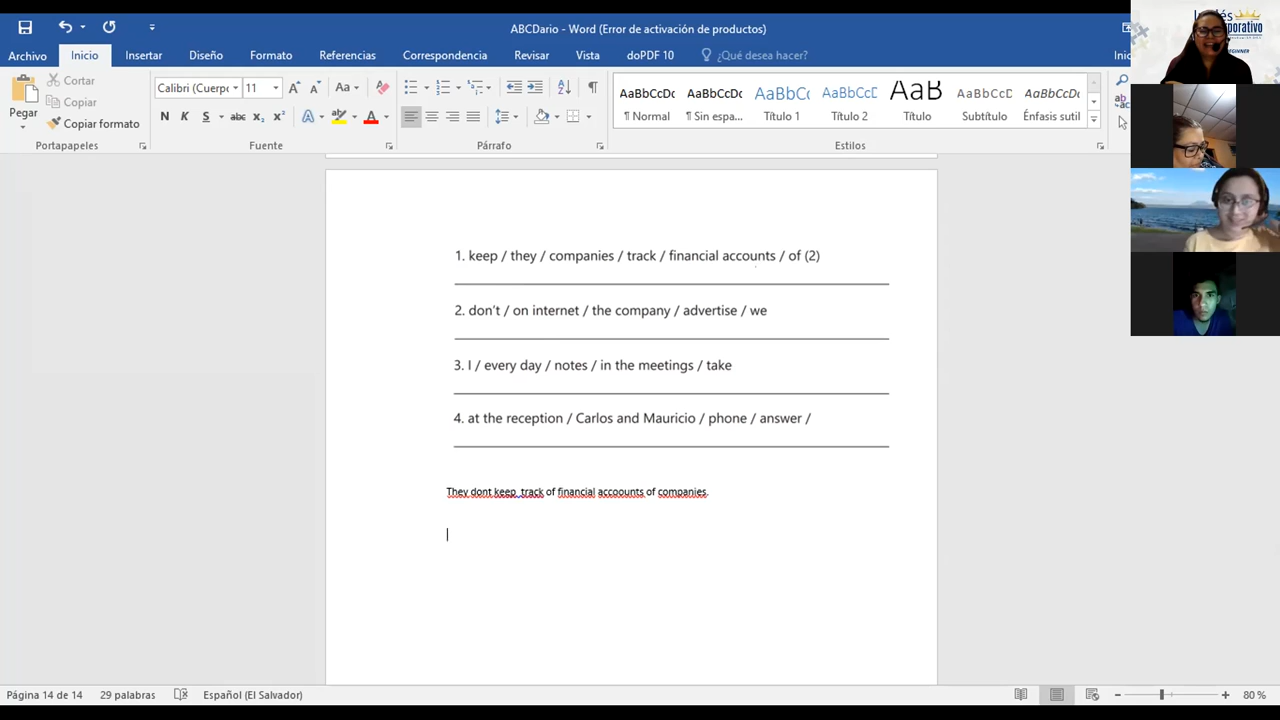 ABCDario - Word (Error de activación de productos)
Archivo Inicio Insertar Diseño Formato Referencias Correspondencia Revisar Vista doPDF 10 ¿Qué desea hacer?
Pegar
Cortar
Copiar
Copiar formato
Portapapeles
Calibri (Cuerpo 11
Fuente
Párrafo
AaBbCcDc AaBbCcDc AaBbCc AaBbCcD AaB AaBbCcD AaBbCcDc
¶ Normal ¶ Sin espa... Título 1 Título 2 Título Subtítulo Énfasis sutil
Estilos
1. keep / they / companies / track / financial accounts / of (2)
2. don't / on internet / the company / advertise / we
3. I / every day / notes / in the meetings / take
4. at the reception / Carlos and Mauricio / phone / answer /
They dont keep track of financial accoounts of companies.
Página 14 de 14 29 palabras Español (El Salvador) 80 %